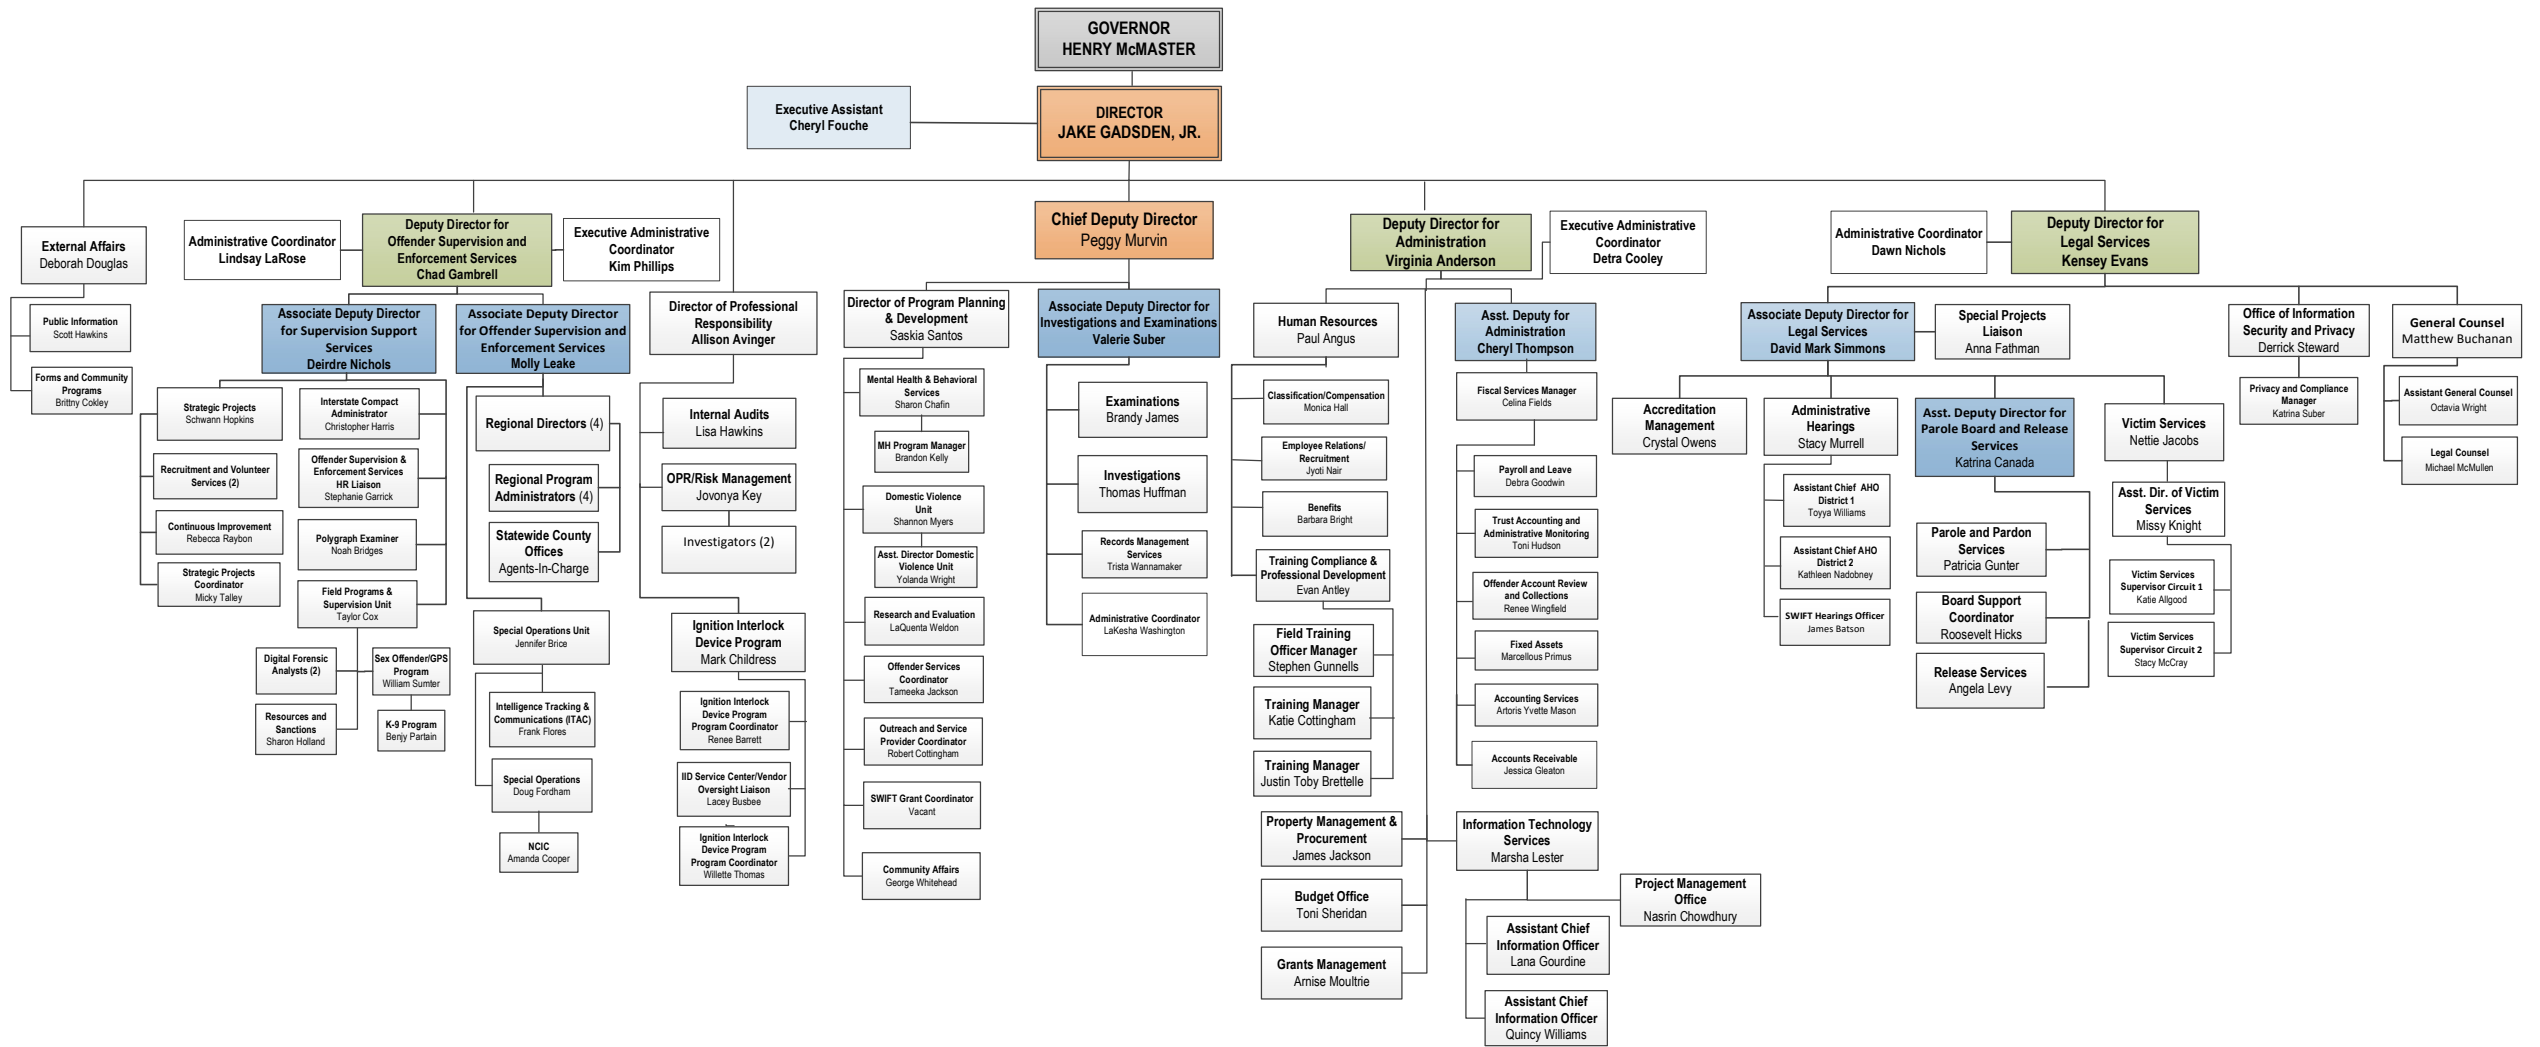 GOVERNOR
HENRY McMASTER
Executive Assistant
Cheryl Fouche
DIRECTOR
JAKE GADSDEN, JR.
External Affairs
Deborah Douglas
Public Information
Scott Hawkins
Forms and Community
Programs
Brittny Cokley
Administrative Coordinator
Lindsay LaRose
Deputy Director for
Offender Supervision and
Enforcement Services
Chad Gambrell
Executive Administrative
Coordinator
Kim Phillips
Associate Deputy Director
for Supervision Support
Services
Deirdre Nichols
Strategic Projects
Schwann Hopkins
Recruitment and Volunteer
Services (2)
Continuous Improvement
Rebecca Raybon
Strategic Projects
Coordinator
Micky Talley
Interstate Compact
Administrator
Christopher Harris
Offender Supervision &
Enforcement Services
HR Liaison
Stephanie Garrick
Polygraph Examiner
Noah Bridges
Field Programs &
Supervision Unit
Taylor Cox
Digital Forensic
Analysts (2)
Sex Offender/GPS
Program
William Sumter
Resources and
Sanctions
Sharon Holland
K-9 Program
Benjy Partain
Associate Deputy Director
for Offender Supervision and
Enforcement Services
Molly Leake
Regional Directors (4)
Regional Program
Administrators (4)
Statewide County
Offices
Agents-In-Charge
Special Operations Unit
Jennifer Brice
Intelligence Tracking &
Communications (ITAC)
Frank Flores
Special Operations
Doug Fordham
NCIC
Amanda Cooper
Director of Professional
Responsibility
Allison Avinger
Internal Audits
Lisa Hawkins
OPR/Risk Management
Jovonya Key
Investigators (2)
Ignition Interlock
Device Program
Mark Childress
Ignition Interlock
Device Program
Program Coordinator
Renee Barrett
IID Service Center/Vendor
Oversight Liaison
Lacey Busbee
Ignition Interlock
Device Program
Program Coordinator
Willette Thomas
Chief Deputy Director
Peggy Murvin
Director of Program Planning
& Development
Saskia Santos
Mental Health & Behavioral
Services
Sharon Chafin
MH Program Manager
Brandon Kelly
Domestic Violence
Unit
Shannon Myers
Asst. Director Domestic
Violence Unit
Yolanda Wright
Research and Evaluation
LaQuenta Weldon
Offender Services
Coordinator
Tameeka Jackson
Outreach and Service
Provider Coordinator
Robert Cottingham
SWIFT Grant Coordinator
Vacant
Community Affairs
George Whitehead
Associate Deputy Director for
Investigations and Examinations
Valerie Suber
Examinations
Brandy James
Investigations
Thomas Huffman
Records Management
Services
Trista Wannamaker
Administrative Coordinator
LaKesha Washington
Deputy Director for
Administration
Virginia Anderson
Executive Administrative
Coordinator
Detra Cooley
Human Resources
Paul Angus
Classification/Compensation
Monica Hall
Employee Relations/
Recruitment
Jyoti Nair
Benefits
Barbara Bright
Training Compliance &
Professional Development
Evan Antley
Field Training
Officer Manager
Stephen Gunnells
Training Manager
Katie Cottingham
Training Manager
Justin Toby Brettelle
Property Management &
Procurement
James Jackson
Budget Office
Toni Sheridan
Grants Management
Arnise Moultrie
Asst. Deputy for
Administration
Cheryl Thompson
Fiscal Services Manager
Celina Fields
Payroll and Leave
Debra Goodwin
Trust Accounting and
Administrative Monitoring
Toni Hudson
Offender Account Review
and Collections
Renee Wingfield
Fixed Assets
Marcellous Primus
Accounting Services
Artoris Yvette Mason
Accounts Receivable
Jessica Gleaton
Information Technology
Services
Marsha Lester
Project Management
Office
Nasrin Chowdhury
Assistant Chief
Information Officer
Lana Gourdine
Assistant Chief
Information Officer
Quincy Williams
Administrative Coordinator
Dawn Nichols
Deputy Director for
Legal Services
Kensey Evans
Associate Deputy Director for
Legal Services
David Mark Simmons
Special Projects
Liaison
Anna Fathman
Accreditation
Management
Crystal Owens
Administrative
Hearings
Stacy Murrell
Assistant Chief AHO
District 1
Toyya Williams
Assistant Chief AHO
District 2
Kathleen Nadobney
SWIFT Hearings Officer
James Batson
Asst. Deputy Director for
Parole Board and Release
Services
Katrina Canada
Parole and Pardon
Services
Patricia Gunter
Board Support
Coordinator
Roosevelt Hicks
Release Services
Angela Levy
Victim Services
Nettie Jacobs
Asst. Dir. of Victim
Services
Missy Knight
Victim Services
Supervisor Circuit 1
Katie Allgood
Victim Services
Supervisor Circuit 2
Stacy McCray
Office of Information
Security and Privacy
Derrick Steward
Privacy and Compliance
Manager
Katrina Suber
General Counsel
Matthew Buchanan
Assistant General Counsel
Octavia Wright
Legal Counsel
Michael McMullen